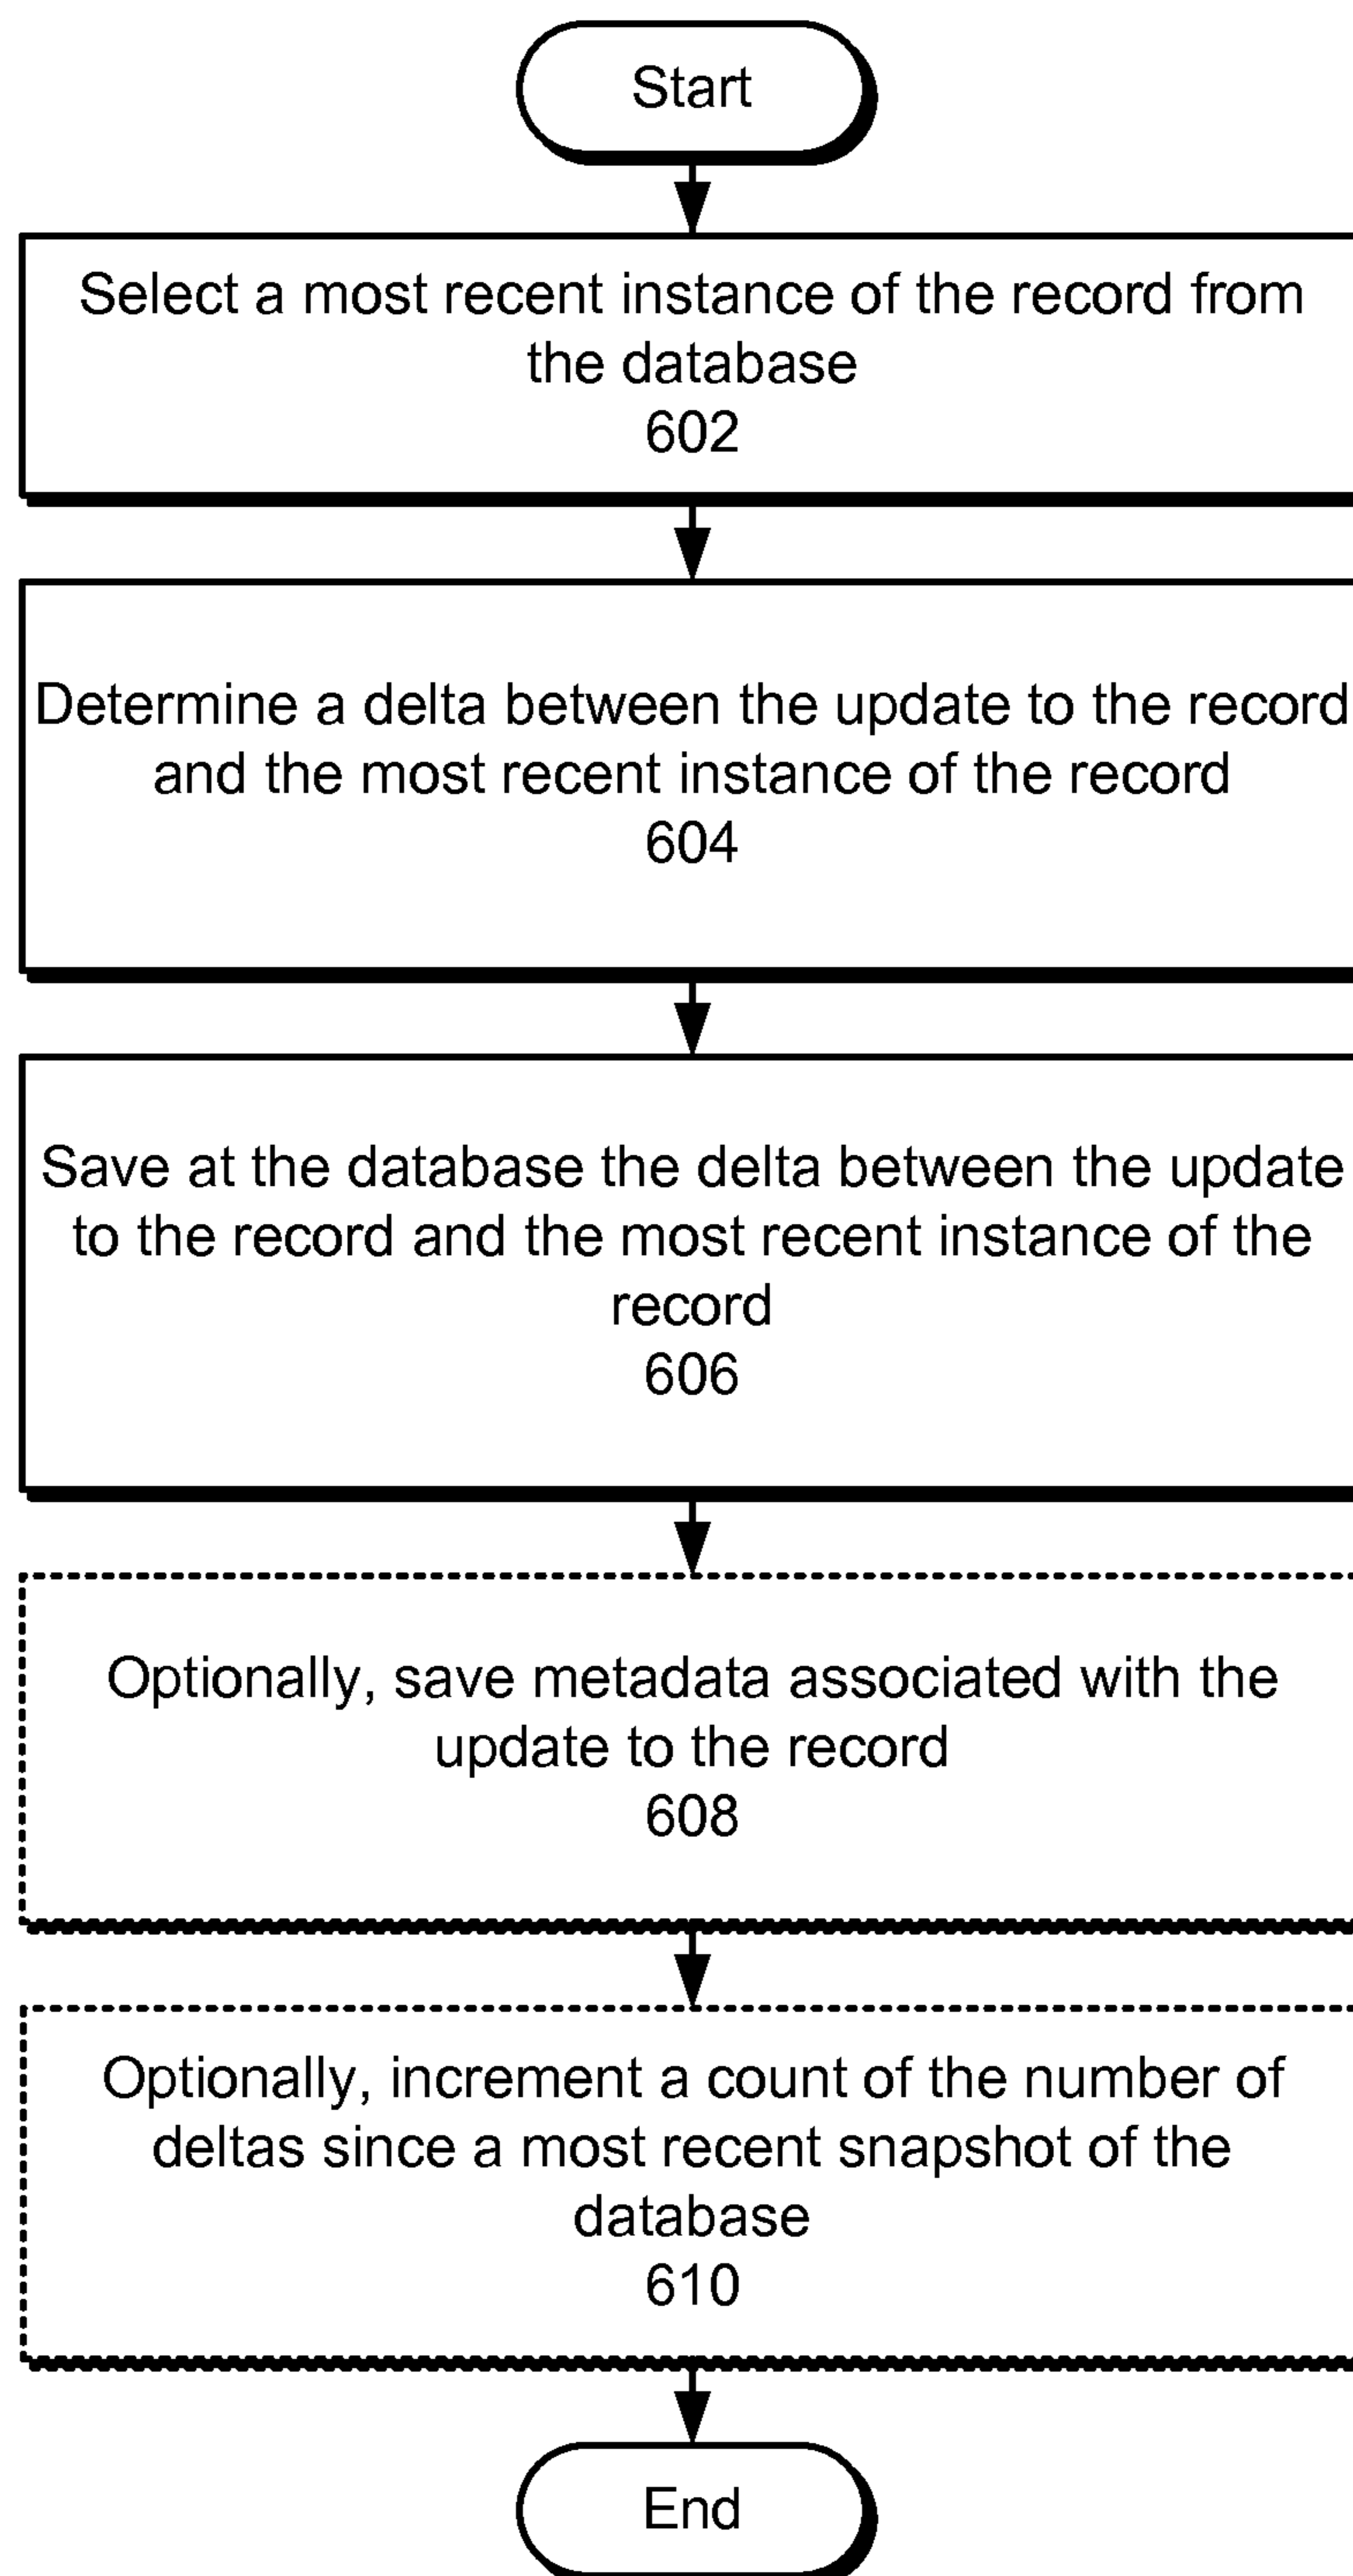 Start
Select a most recent instance of the record from
the database
602
Determine a delta between the update to the record
and the most recent instance of the record
604
Save at the database the delta between the update
to the record and the most recent instance of the
record
606
Optionally, save metadata associated with the
update to the record
608
Optionally, increment a count of the number of
deltas since a most recent snapshot of the
database
610
End